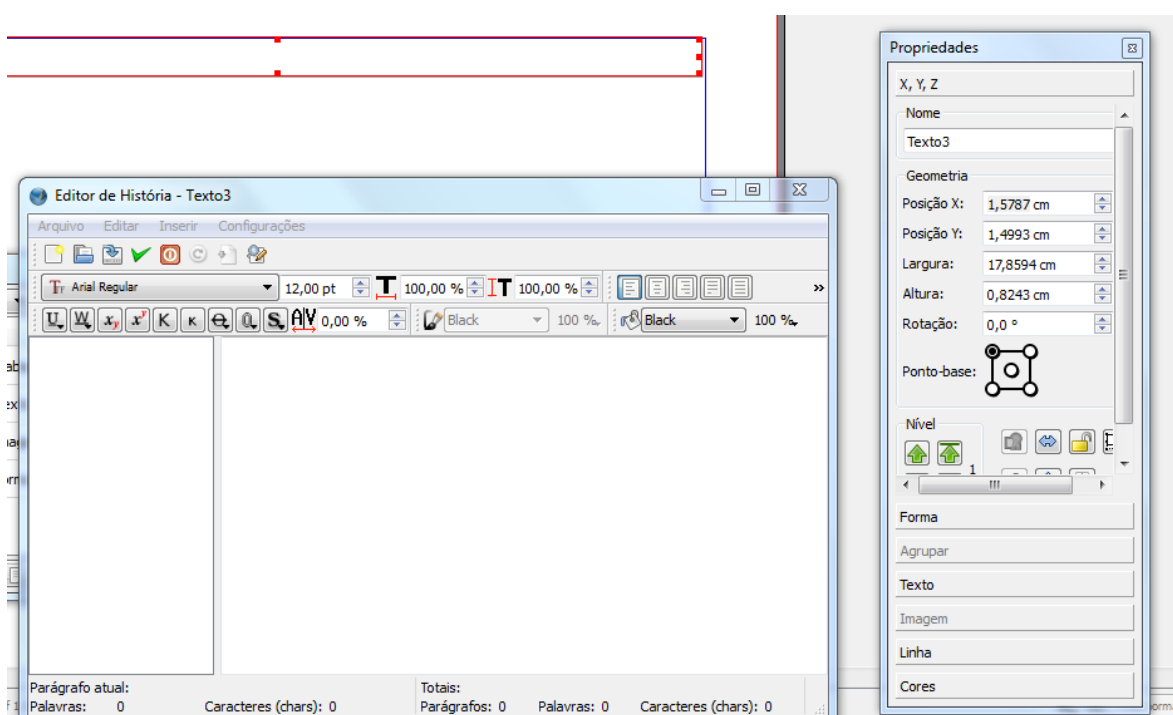 Propriedades
X, Y, Z
Nome
Texto3
Geometria
Posição X: 1,5787 cm
Posição Y: 1,4993 cm
Largura: 17,8594 cm
Altura: 0,8243 cm
Rotação: 0,0 °
Ponto-base:
Nível
1
Forma
Agrupar
Texto
Imagem
Linha
Cores
Editor de História - Texto3
Arquivo Editar Inserir Configurações
Arial Regular 12,00 pt 100,00 % 100,00 % »
0,00 % Black 100 % Black 100 %
Parágrafo atual: Totais:
Palavras: 0 Caracteres (chars): 0 Parágrafos: 0 Palavras: 0 Caracteres (chars): 0